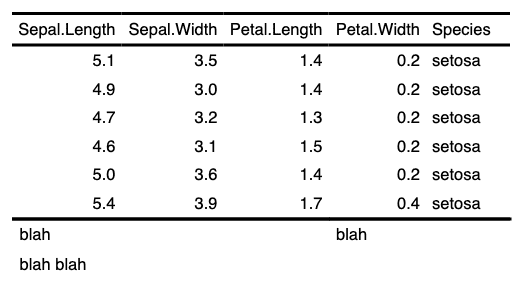 Sepal.Length Sepal.Width Petal.Length Petal.Width Species
5.1 3.5 1.4 0.2 setosa
4.9 3.0 1.4 0.2 setosa
4.7 3.2 1.3 0.2 setosa
4.6 3.1 1.5 0.2 setosa
5.0 3.6 1.4 0.2 setosa
5.4 3.9 1.7 0.4 setosa
blah blah
blah blah